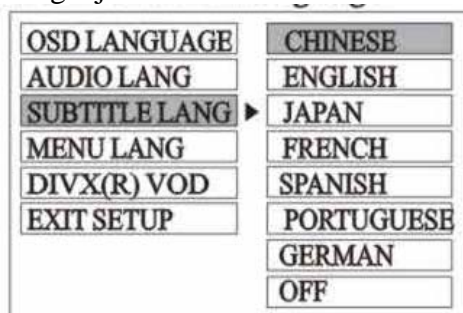 OSD LANGUAGE
AUDIO LANG
SUBTITLE LANG
MENU LANG
DIVX(R) VOD
EXIT SETUP
CHINESE
ENGLISH
JAPAN
FRENCH
SPANISH
PORTUGUESE
GERMAN
OFF